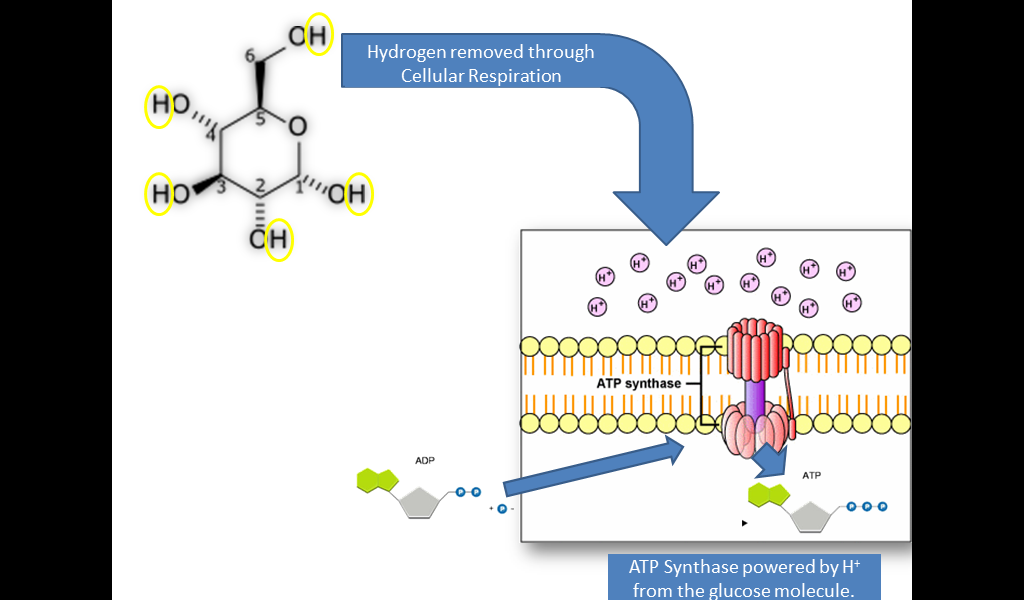 OH
6
HO
5
O
4
HO
3
2
1
OH
OH
Hydrogen removed through
Cellular Respiration
H+
H+
H+
H+
H+
H+
H+
H+
H+
H+
H+
H+
H+
H+
ATP synthase
ADP
P P
+ P -
ATP
P P P
ATP Synthase powered by H+
from the glucose molecule.